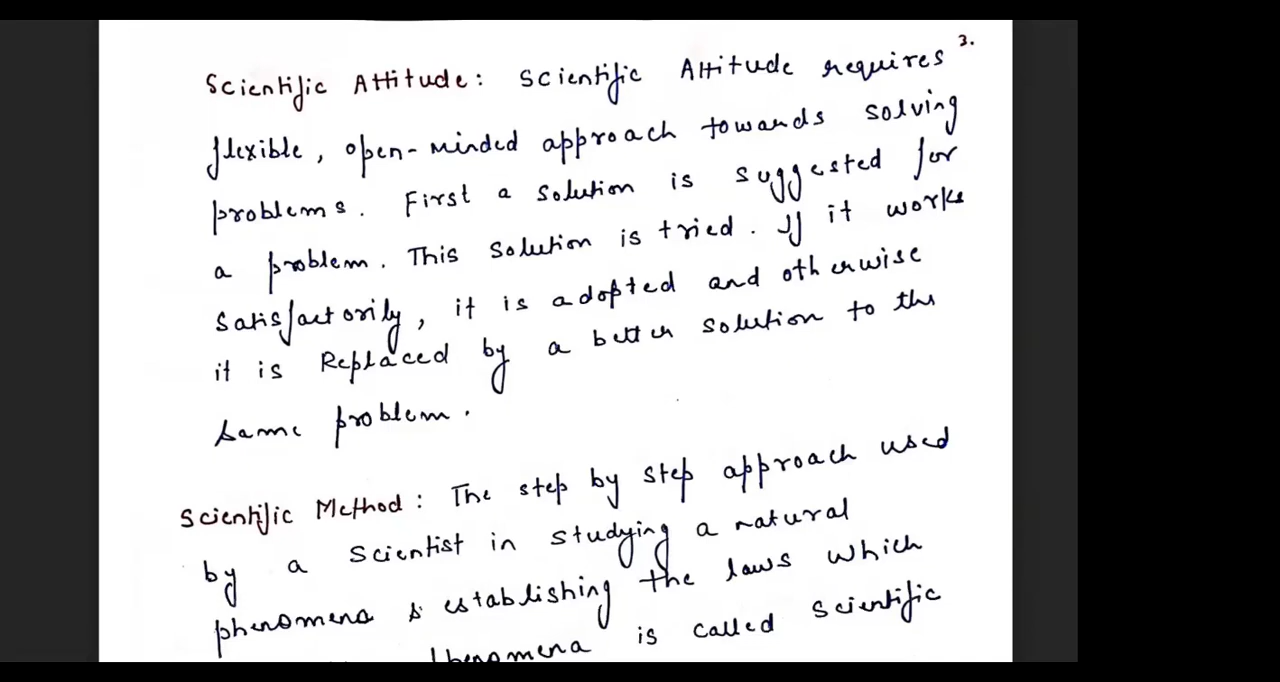 3.
Scientific Attitude: Scientific Attitude requires
flexible, open-minded approach towards solving
problems. First a solution is suggested for
a problem. This solution is tried. If it works
satisfactorily, it is adopted and otherwise
it is Replaced by a better solution to the
same problem.
Scientific Method: The step by step approach used
by a scientist in studying a natural
phenomena & establishing the laws which
phenomena is called scientific